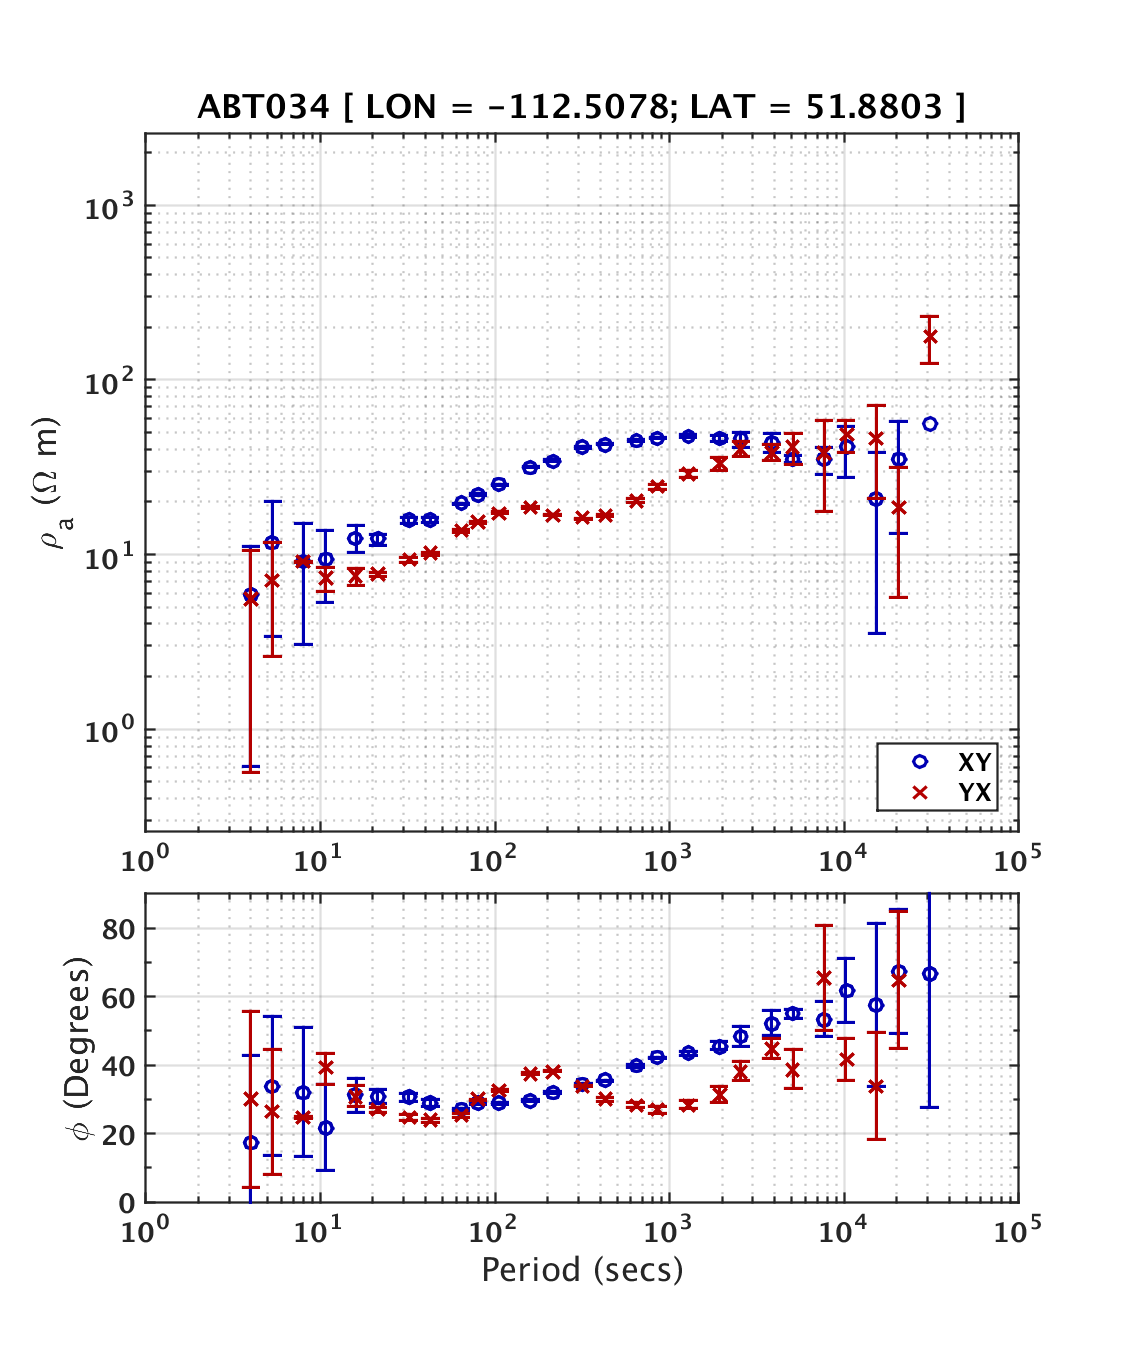 ABT034 [ LON = -112.5078; LAT = 51.8803 ]
10³
10²
10¹
10⁰
ρa (Ω m)
XY
YX
10⁰ 10¹ 10² 10³ 10⁴ 10⁵
80
60
40
20
0
ϕ (Degrees)
10⁰ 10¹ 10² 10³ 10⁴ 10⁵
Period (secs)